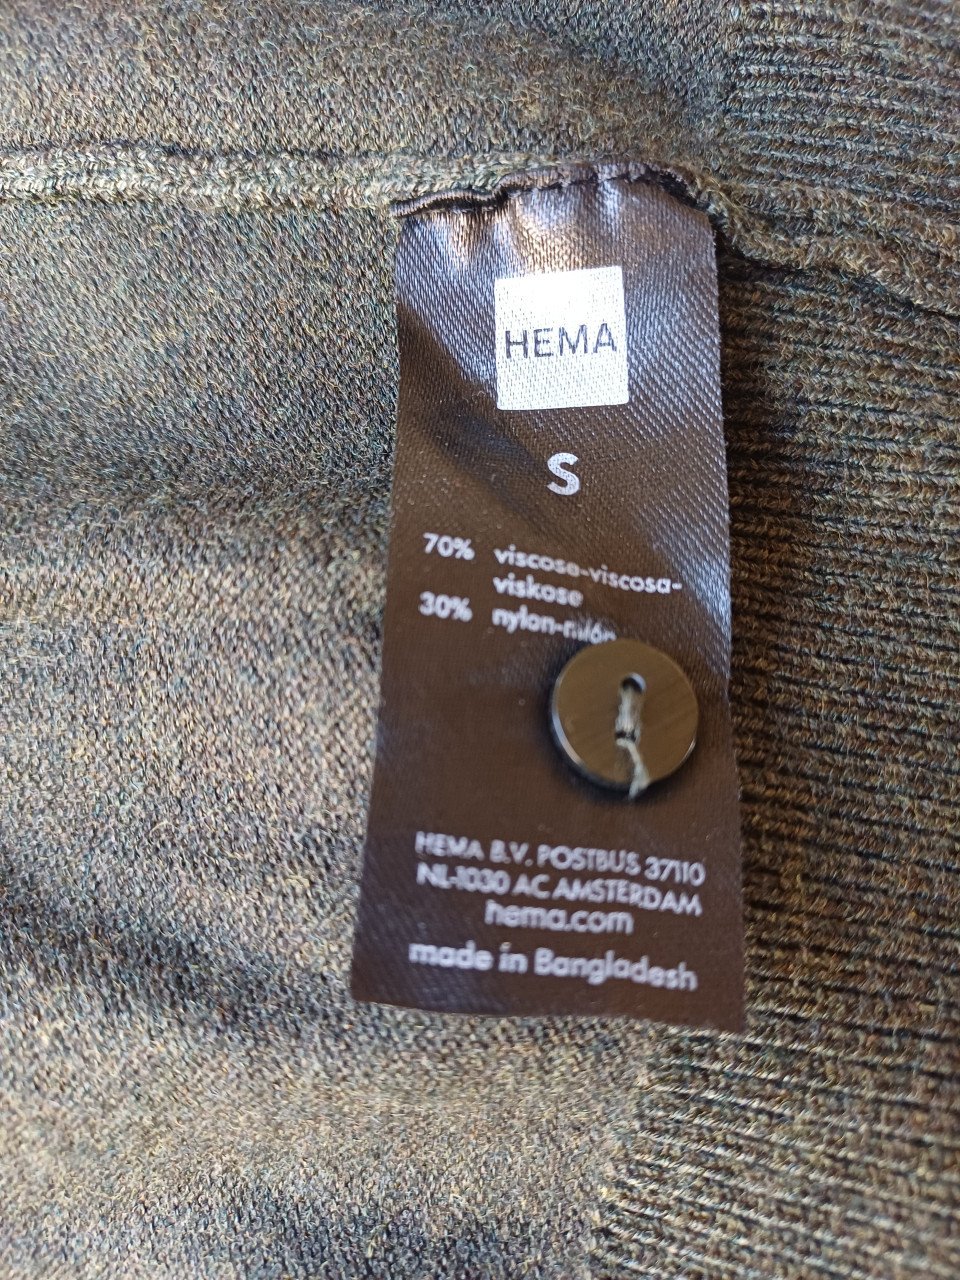 HEMA
S
70% viscose-viscosa-
viskose
30% nylon-nilón
HEMA B.V. POSTBUS 37110
NL-1030 AC AMSTERDAM
hema.com
made in Bangladesh